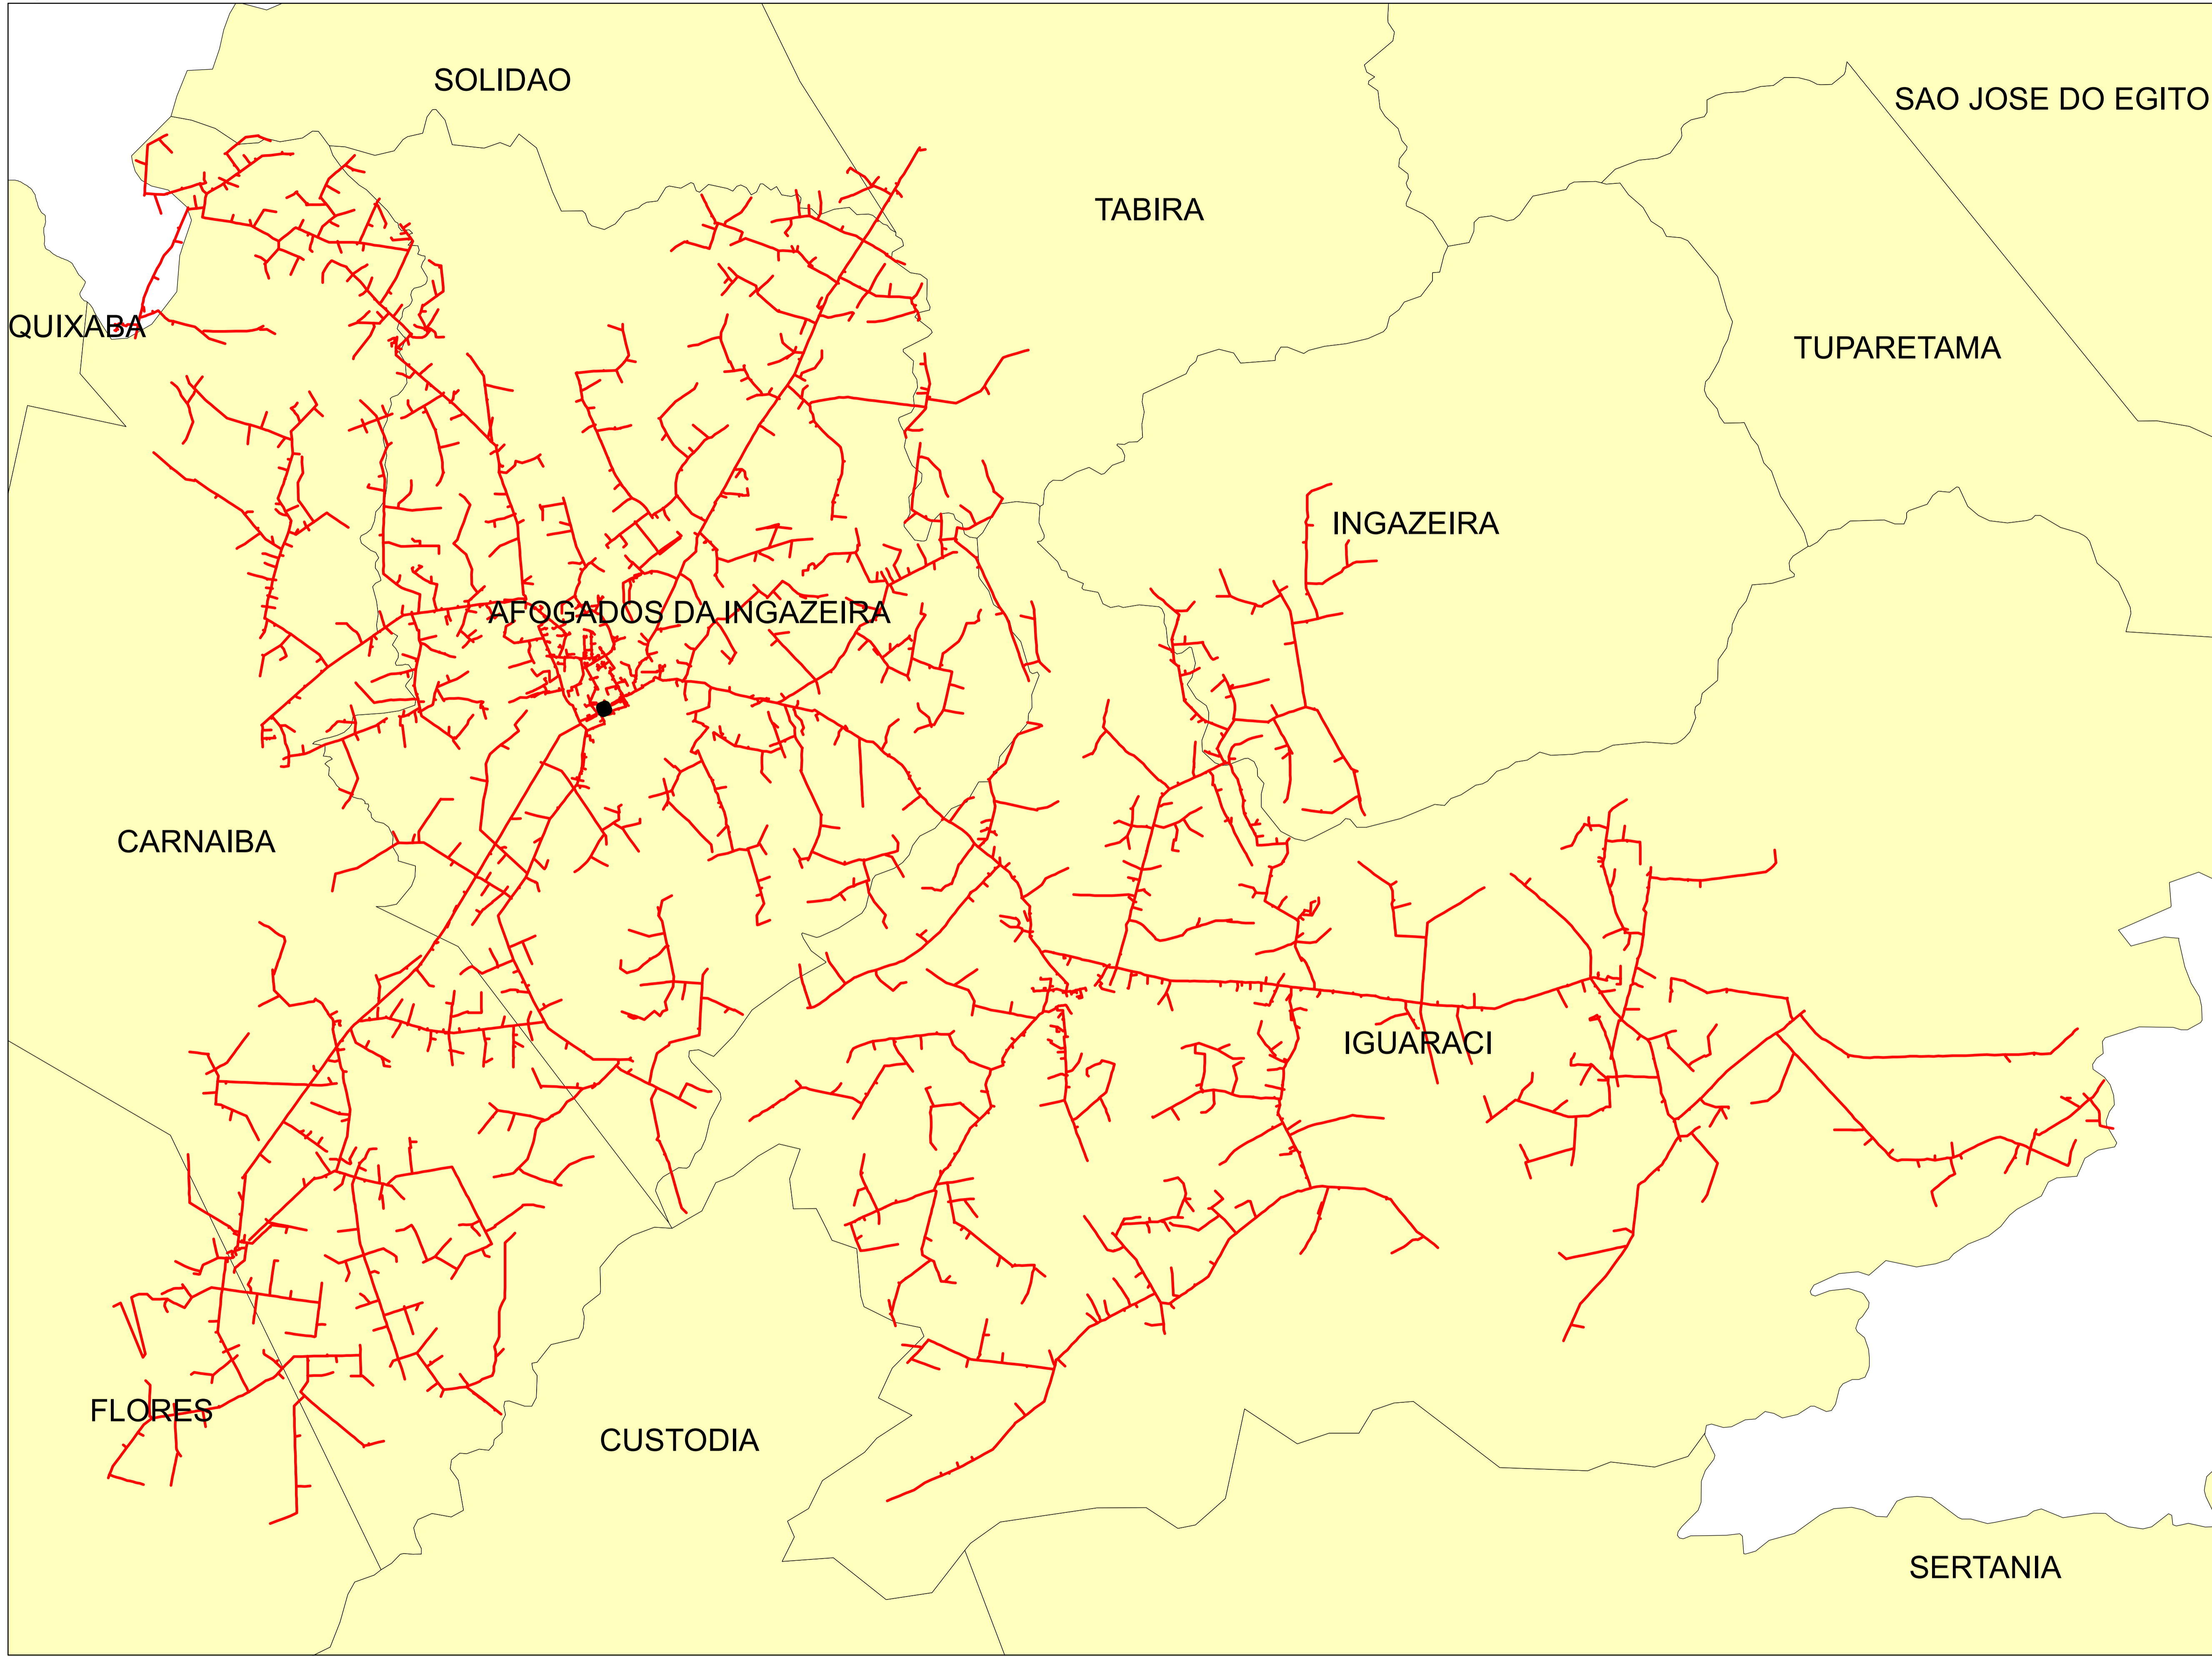 SOLIDAO
SAO JOSE DO EGITO
TABIRA
QUIXABA
TUPARETAMA
INGAZEIRA
AFOGADOS DA INGAZEIRA
CARNAIBA
IGUARACI
FLORES
CUSTODIA
SERTANIA